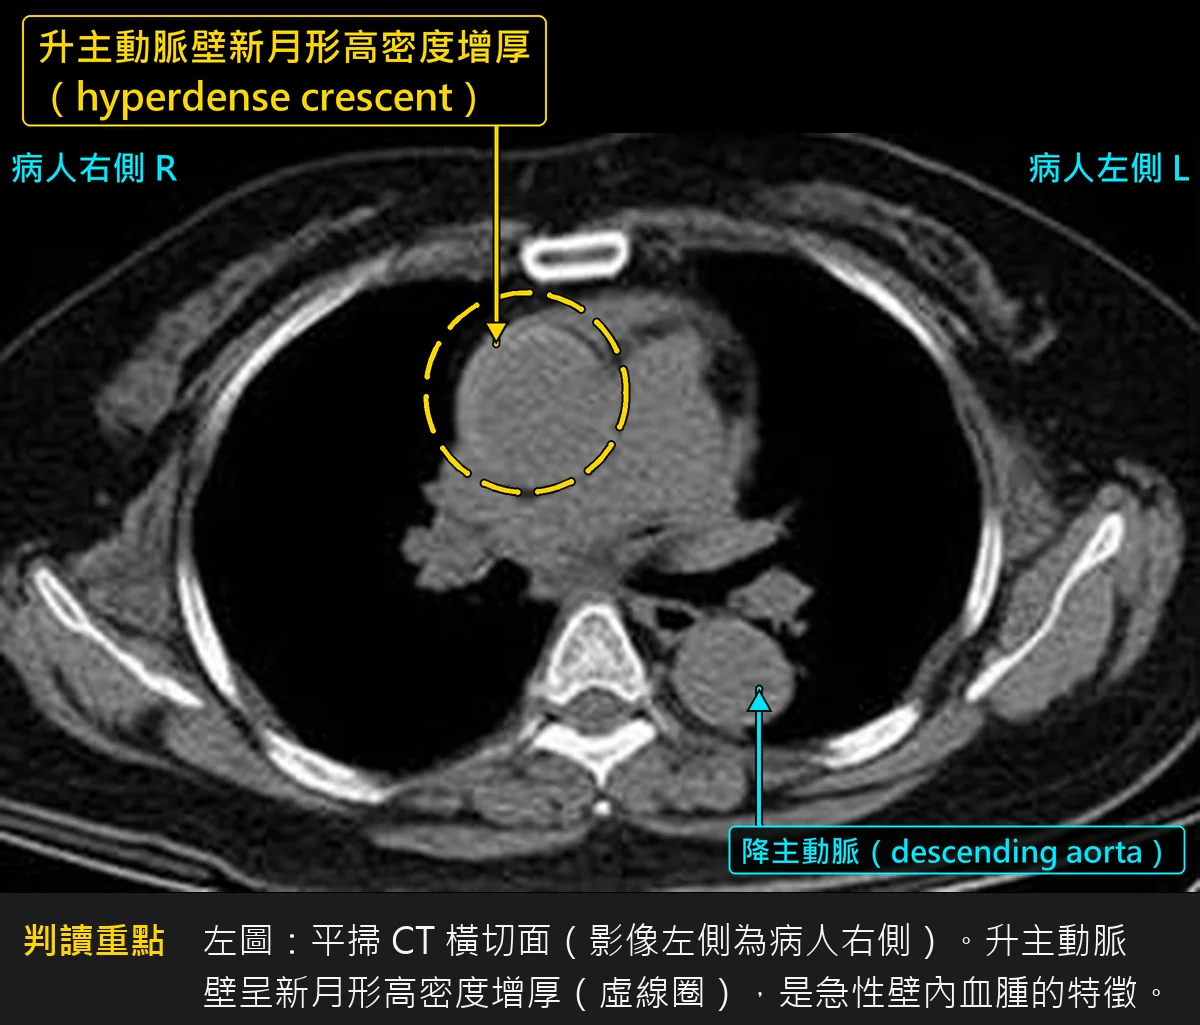 升主動脈壁新月形高密度增厚
（hyperdense crescent）
病人右側 R
病人左側 L
降主動脈（descending aorta）
判讀重點
左圖：平掃 CT 橫切面（影像左側為病人右側）。升主動脈
壁呈新月形高密度增厚（虛線圈），是急性壁內血腫的特徵。